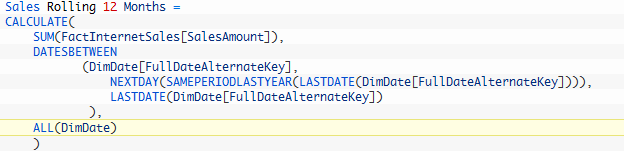 Sales Rolling 12 Months =
CALCULATE(
SUM(FactInternetSales[SalesAmount]),
DATESBETWEEN
(DimDate[FullDateAlternateKey],
NEXTDAY(SAMEPERIODLASTYEAR(LASTDATE(DimDate[FullDateAlternateKey]))),
LASTDATE(DimDate[FullDateAlternateKey])
),
ALL(DimDate)
)